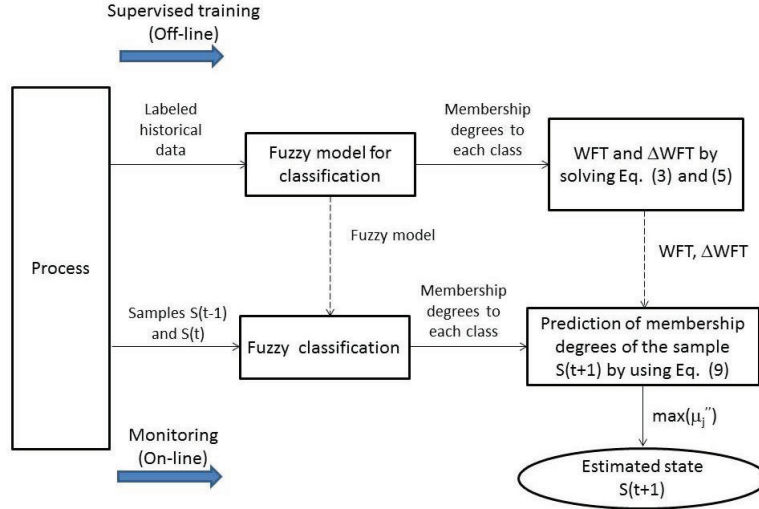 Supervised training
(Off-line)
Labeled
historical
data
Membership
degrees to
each class
Fuzzy model for
classification
WFT and ΔWFT by
solving Eq. (3) and (5)
Fuzzy model
WFT, ΔWFT
Process
Samples S(t-1)
and S(t)
Membership
degrees to
each class
Fuzzy classification
Prediction of membership
degrees of the sample
S(t+1) by using Eq. (9)
max(μj″)
Monitoring
(On-line)
Estimated state
S(t+1)